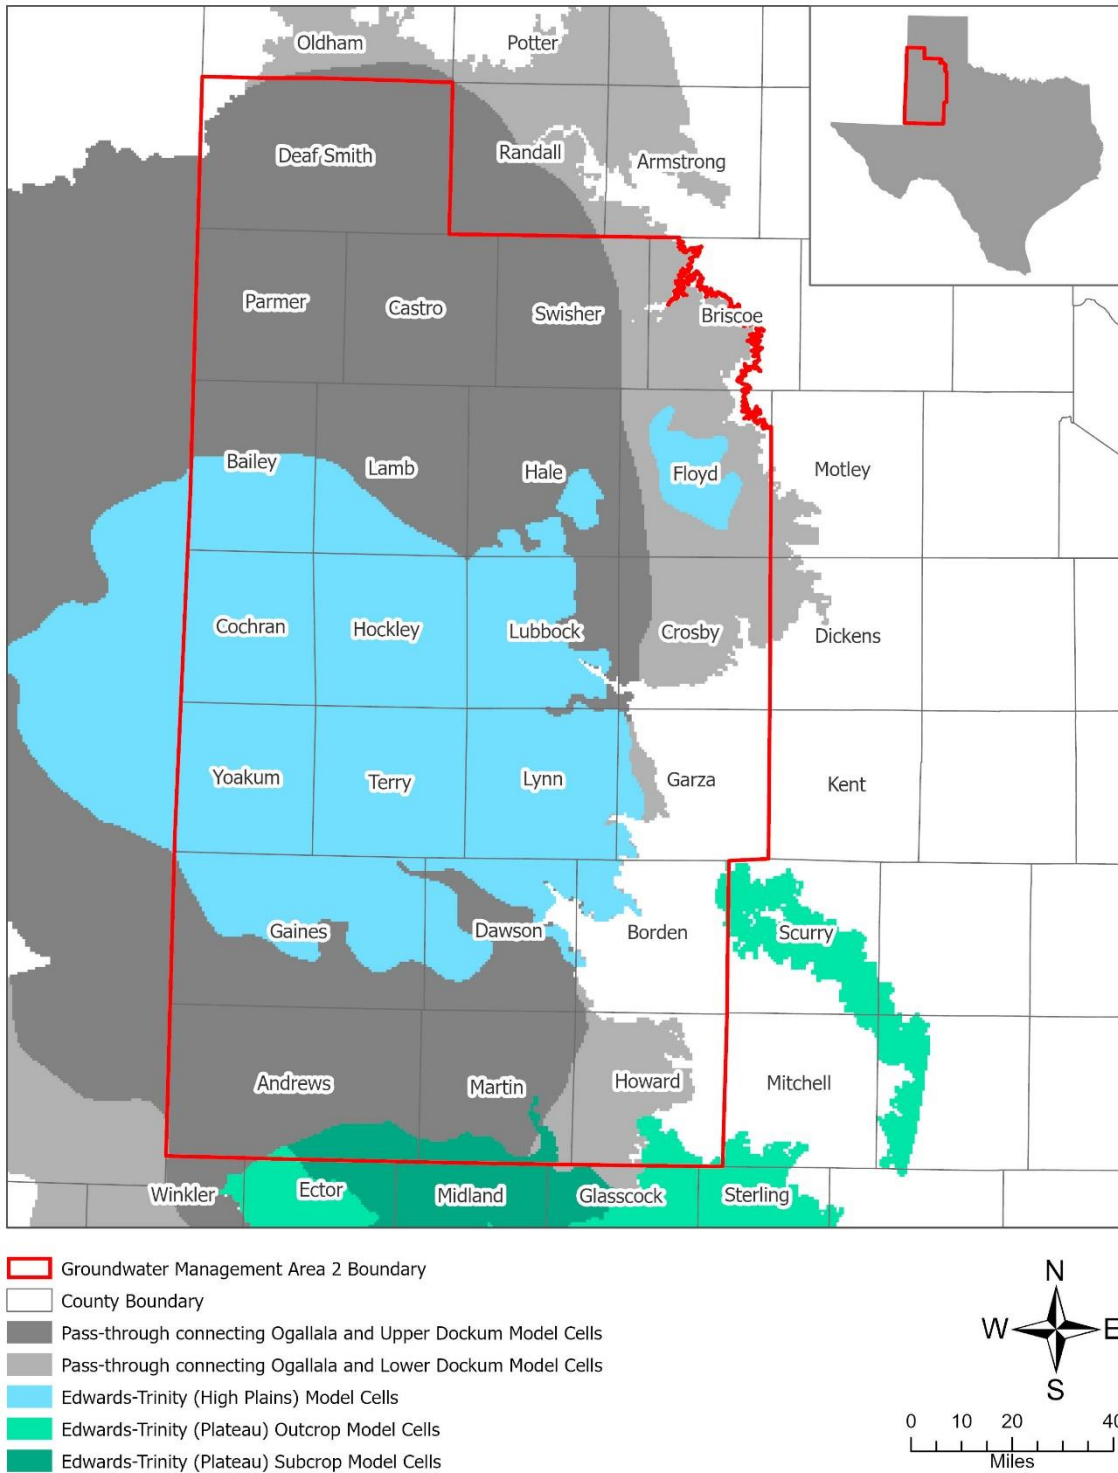 Oldham
Potter
Deaf Smith
Randall
Armstrong
Parmer
Castro
Swisher
Briscoe
Bailey
Lamb
Hale
Floyd
Motley
Cochran
Hockley
Lubbock
Crosby
Dickens
Yoakum
Terry
Lynn
Garza
Kent
Gaines
Dawson
Borden
Scurry
Andrews
Martin
Howard
Mitchell
Winkler
Ector
Midland
Glasscock
Sterling
Groundwater Management Area 2 Boundary
County Boundary
Pass-through connecting Ogallala and Upper Dockum Model Cells
Pass-through connecting Ogallala and Lower Dockum Model Cells
Edwards-Trinity (High Plains) Model Cells
Edwards-Trinity (Plateau) Outcrop Model Cells
Edwards-Trinity (Plateau) Subcrop Model Cells
N
W E
S
0 10 20 40
Miles